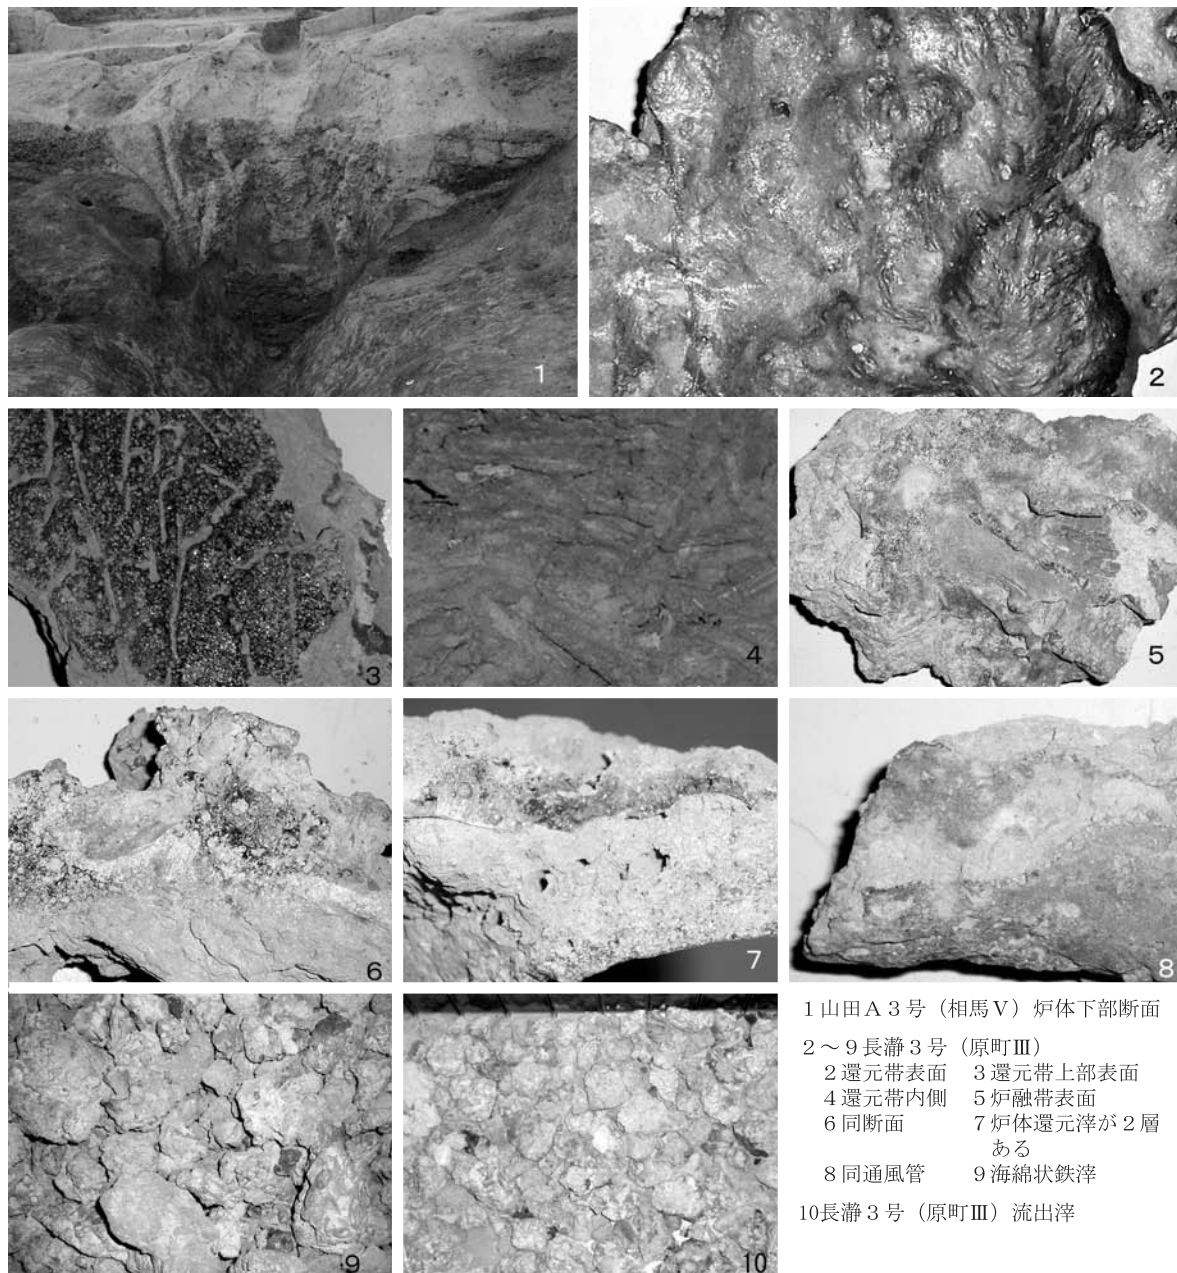 1
2
3
4
5
6
7
8
9
10
1山田A3号（相馬Ⅴ）炉体下部断面
2～9長瀞3号（原町Ⅲ）
2還元帯表面 3還元帯上部表面
4還元帯内側 5炉融帯表面
6同断面 7炉体還元滓が2層
ある
8同通風管 9海綿状鉄滓
10長瀞3号（原町Ⅲ）流出滓